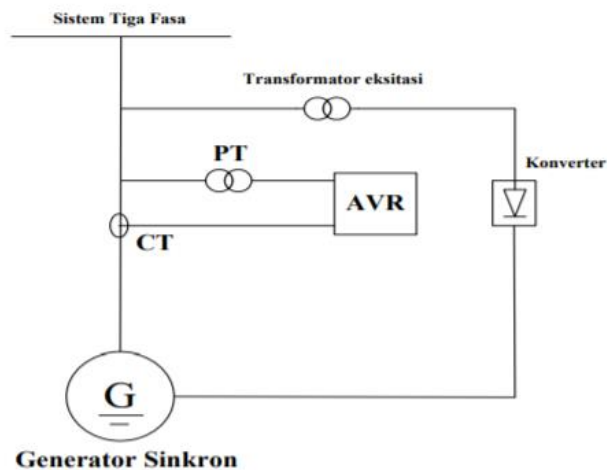 Sistem Tiga Fasa
Transformator eksitasi
PT
Konverter
AVR
CT
G
Generator Sinkron